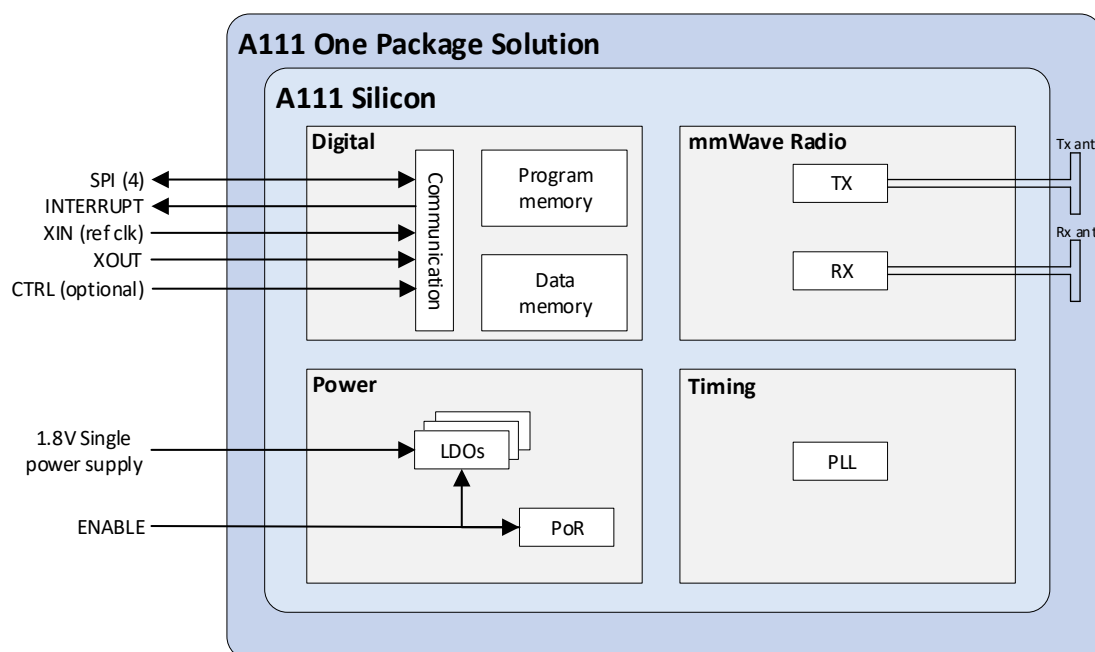 A111 One Package Solution
A111 Silicon
Digital
mmWave Radio
Tx ant
SPI (4)
INTERRUPT
XIN (ref clk)
XOUT
CTRL (optional)
Communication
Program
memory
Data
memory
TX
RX
Rx ant
Power
Timing
1.8V Single
power supply
LDOs
PLL
ENABLE
PoR